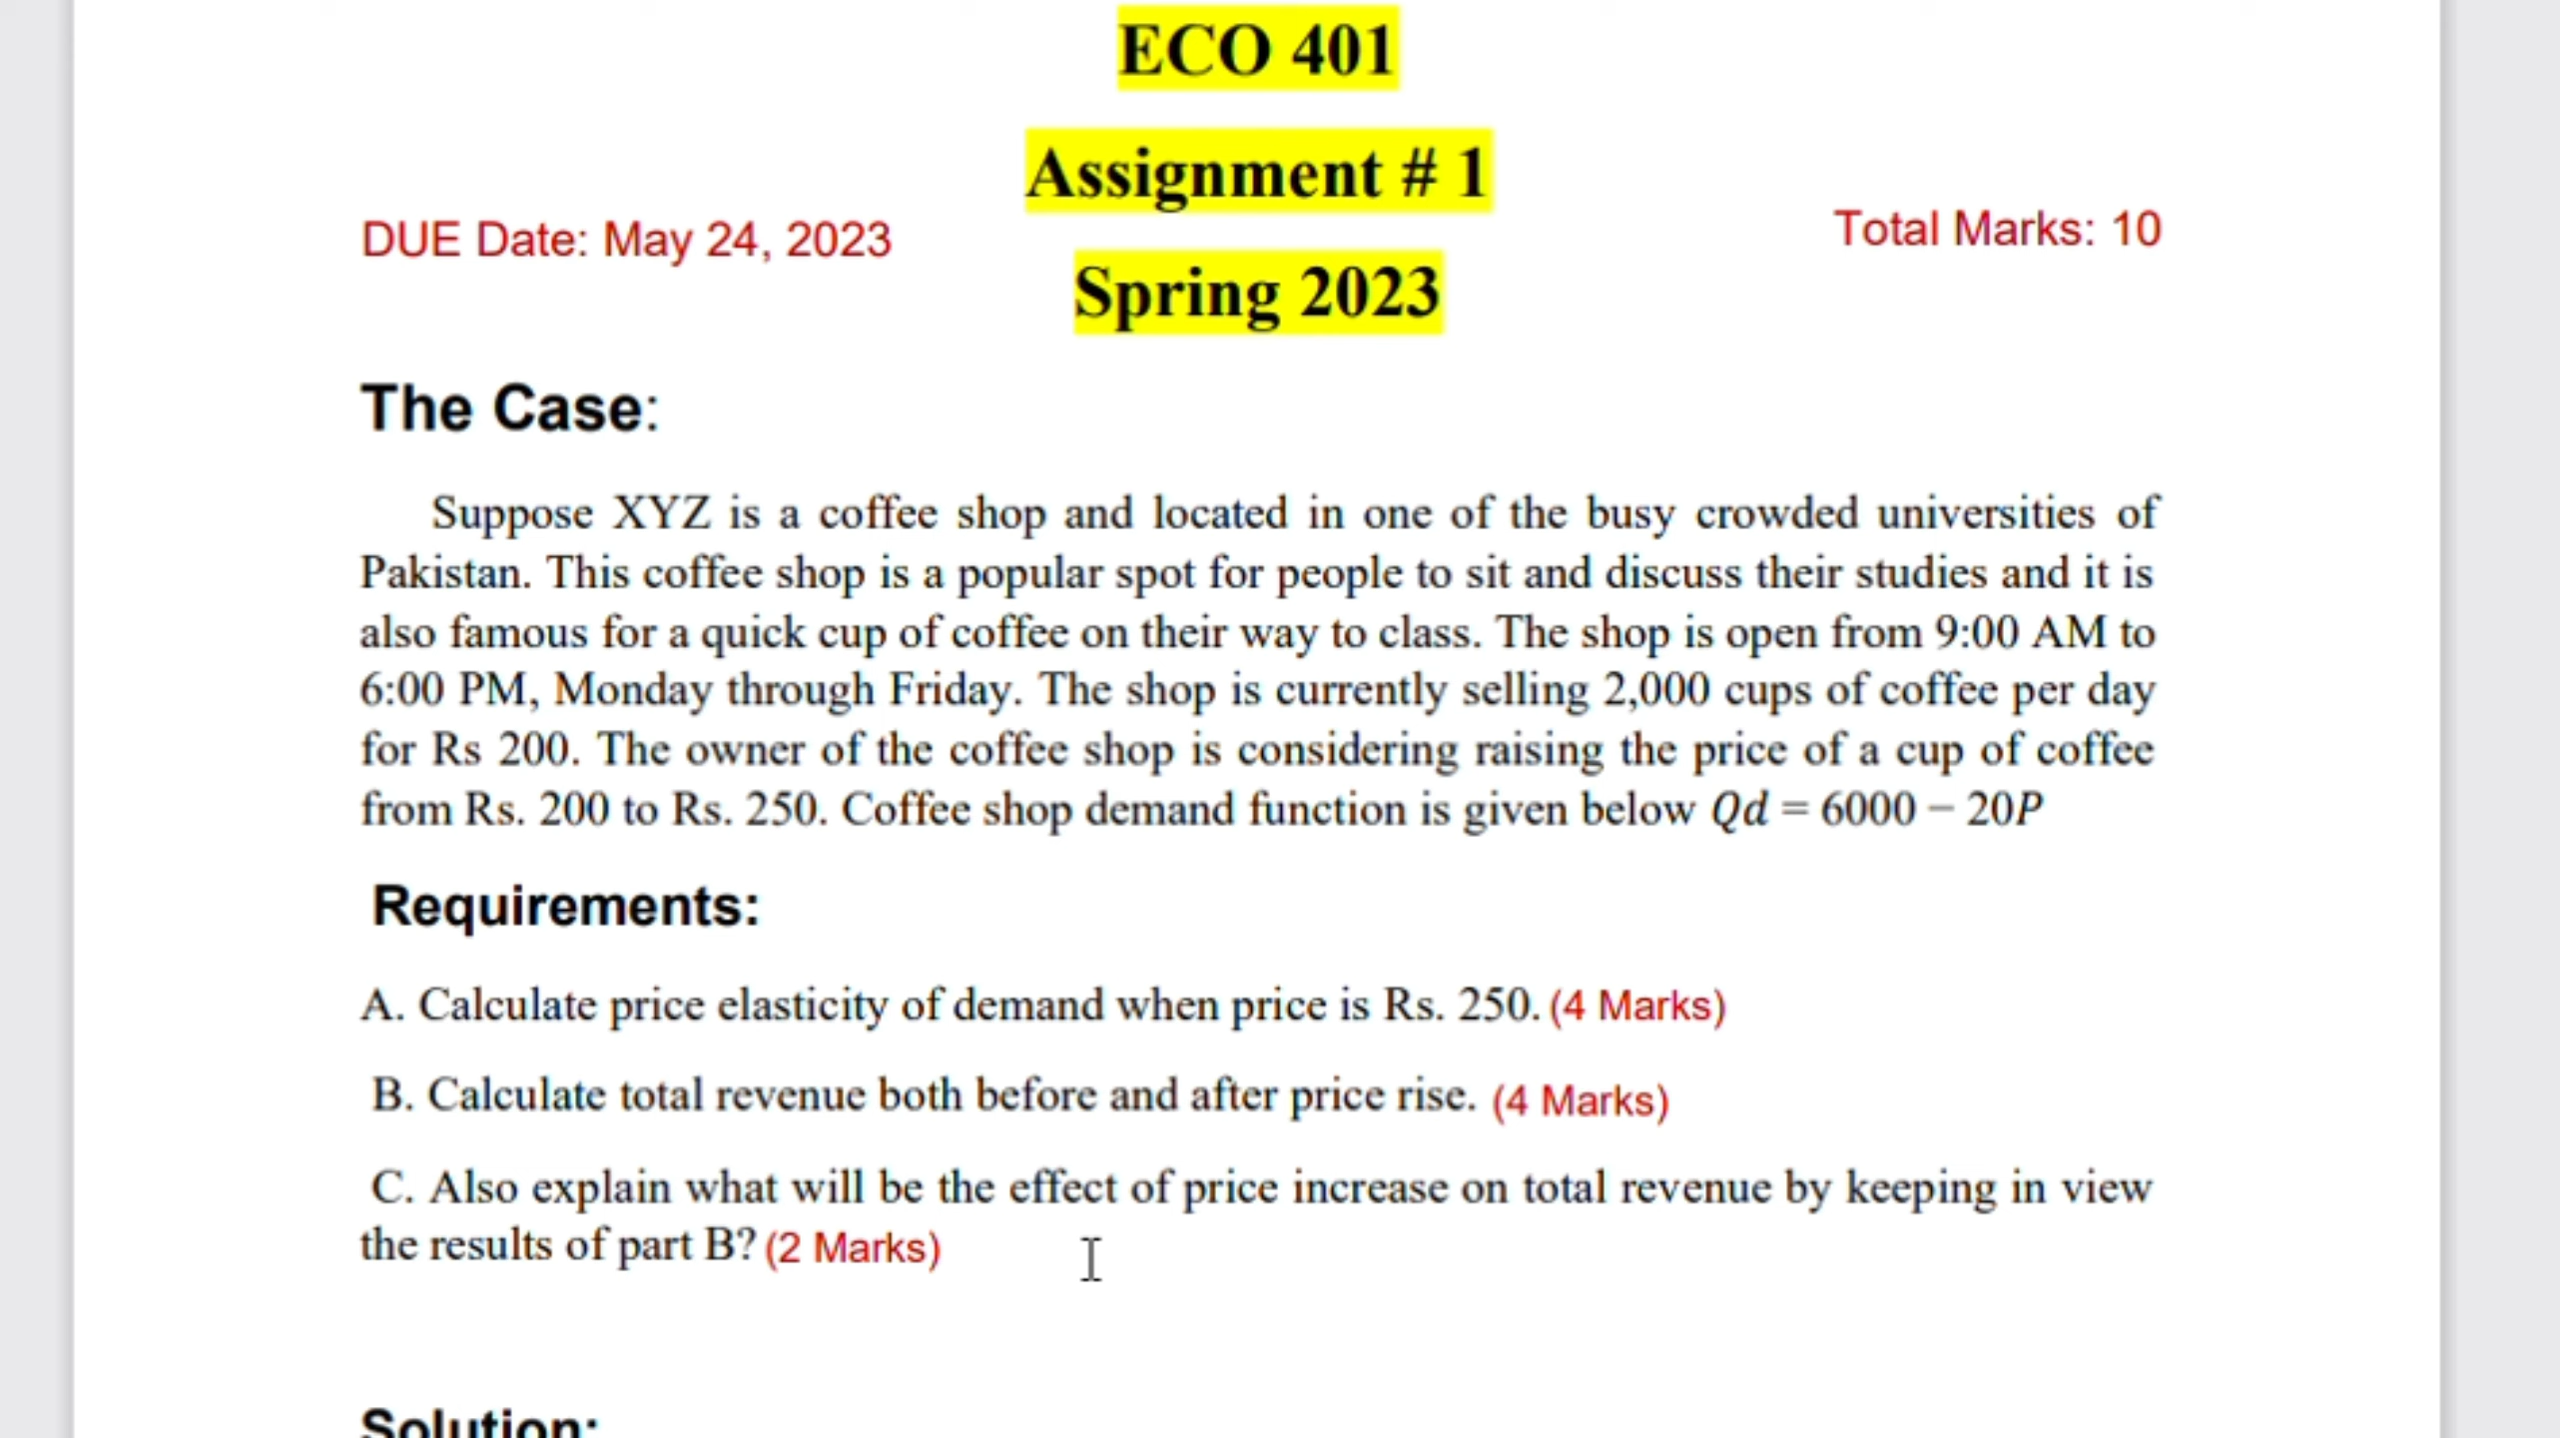 ECO 401
Assignment # 1
DUE Date: May 24, 2023
Total Marks: 10
Spring 2023
The Case:
Suppose XYZ is a coffee shop and located in one of the busy crowded universities of
Pakistan. This coffee shop is a popular spot for people to sit and discuss their studies and it is
also famous for a quick cup of coffee on their way to class. The shop is open from 9:00 AM to
6:00 PM, Monday through Friday. The shop is currently selling 2,000 cups of coffee per day
for Rs 200. The owner of the coffee shop is considering raising the price of a cup of coffee
from Rs. 200 to Rs. 250. Coffee shop demand function is given below Qd = 6000 – 20P
Requirements:
A. Calculate price elasticity of demand when price is Rs. 250. (4 Marks)
B. Calculate total revenue both before and after price rise. (4 Marks)
C. Also explain what will be the effect of price increase on total revenue by keeping in view
the results of part B? (2 Marks)
Solution: